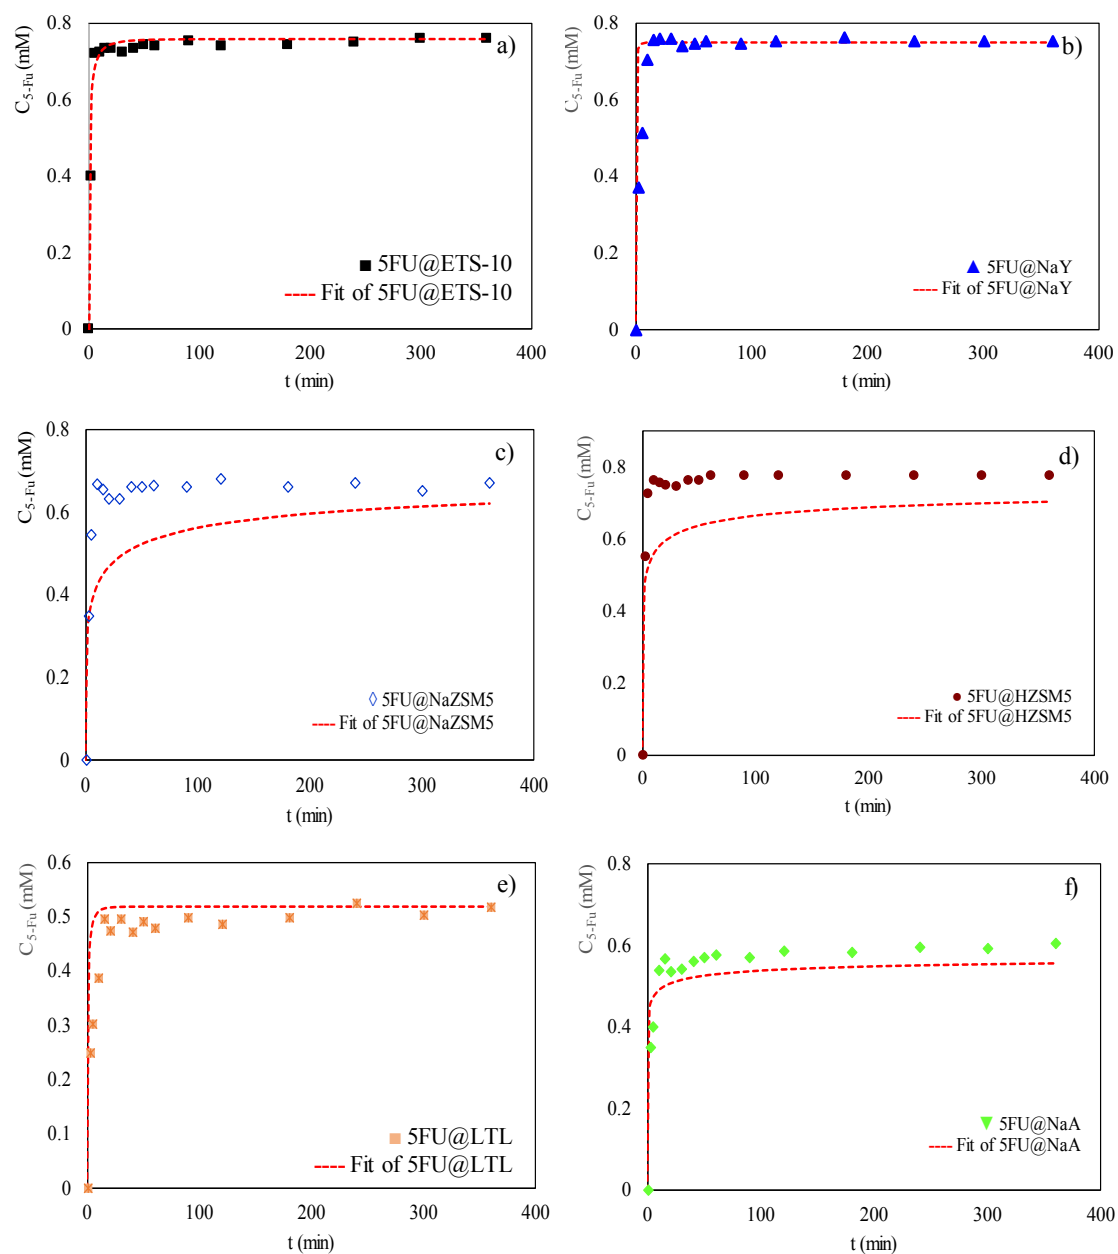 a)
C5-Fu (mM)
0.8
0.6
0.4
0.2
0
0 100 200 300 400
t (min)
5FU@ETS-10
Fit of 5FU@ETS-10
b)
C5-Fu (mM)
0.8
0.6
0.4
0.2
0
0 100 200 300 400
t (min)
5FU@NaY
Fit of 5FU@NaY
c)
C5-Fu (mM)
0.8
0.6
0.4
0.2
0
0 100 200 300 400
t (min)
5FU@NaZSM5
Fit of 5FU@NaZSM5
d)
C5-Fu (mM)
0.8
0.6
0.4
0.2
0
0 100 200 300 400
t (min)
5FU@HZSM5
Fit of 5FU@HZSM5
e)
C5-Fu (mM)
0.6
0.5
0.4
0.3
0.2
0.1
0
0 100 200 300 400
t (min)
5FU@LTL
Fit of 5FU@LTL
f)
C5-Fu (mM)
0.8
0.6
0.4
0.2
0
0 100 200 300 400
t (min)
5FU@NaA
Fit of 5FU@NaA